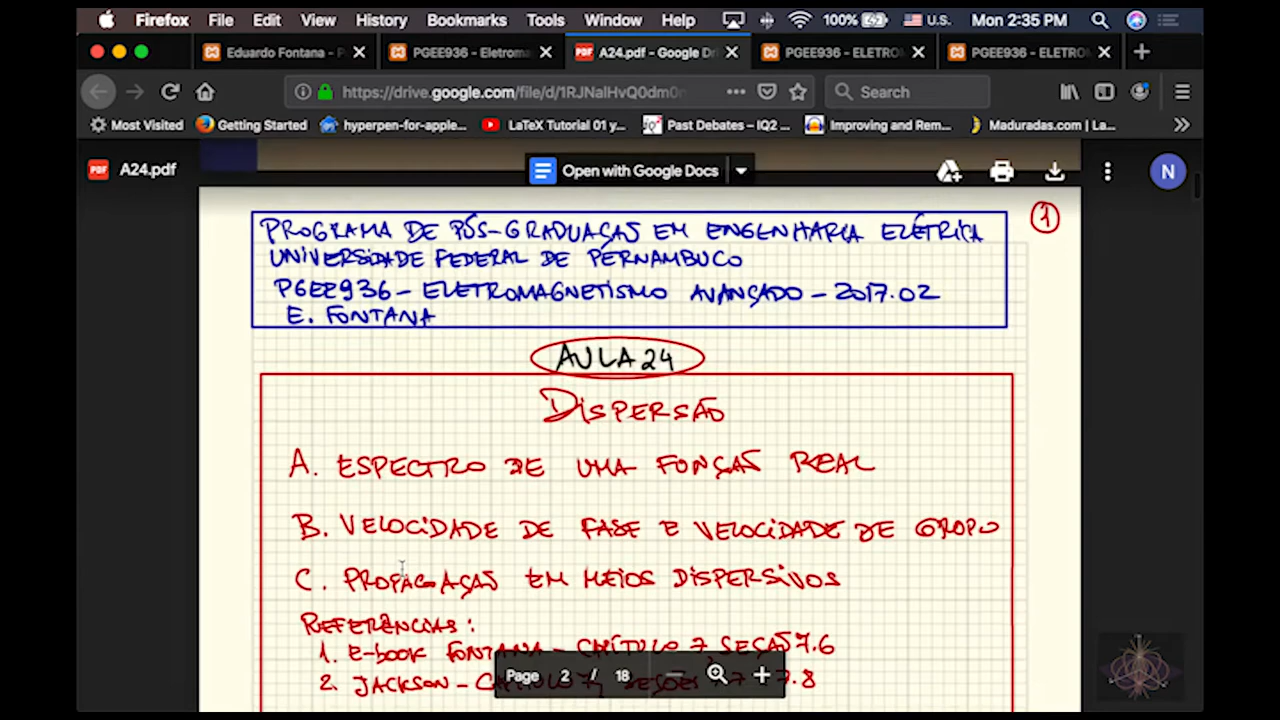 Firefox File Edit View History Bookmarks Tools Window Help 100% U.S. Mon 2:35 PM
Eduardo Fontana - P PGEE936 - Eletroma A24.pdf - Google Dr PGEE936 - ELETRO PGEE936 - ELETRO
https://drive.google.com/file/d/1RJNalHvQ0dm0 Search
Most Visited Getting Started hyperpen-for-apple... LaTeX Tutorial 01 y... Past Debates – IQ2 ... Improving and Rem... Maduradas.com | La...
PDF A24.pdf Open with Google Docs N
1
PROGRAMA DE PÓS-GRADUAÇÃO EM ENGENHARIA ELÉTRICA
UNIVERSIDADE FEDERAL DE PERNAMBUCO
PGEE936 - ELETROMAGNETISMO AVANÇADO - 2017.02
E. FONTANA
AULA 24
DISPERSÃO
A. ESPECTRO DE UMA FUNÇÃO REAL
B. VELOCIDADE DE FASE E VELOCIDADE DE GRUPO
C. PROPAGAÇÃO EM MEIOS DISPERSIVOS
REFERÊNCIAS:
1. E-BOOK FONTANA - CAPÍTULO 7 SEÇÃO 7.6
2. JACKSON - 7.8
Page 2 / 18